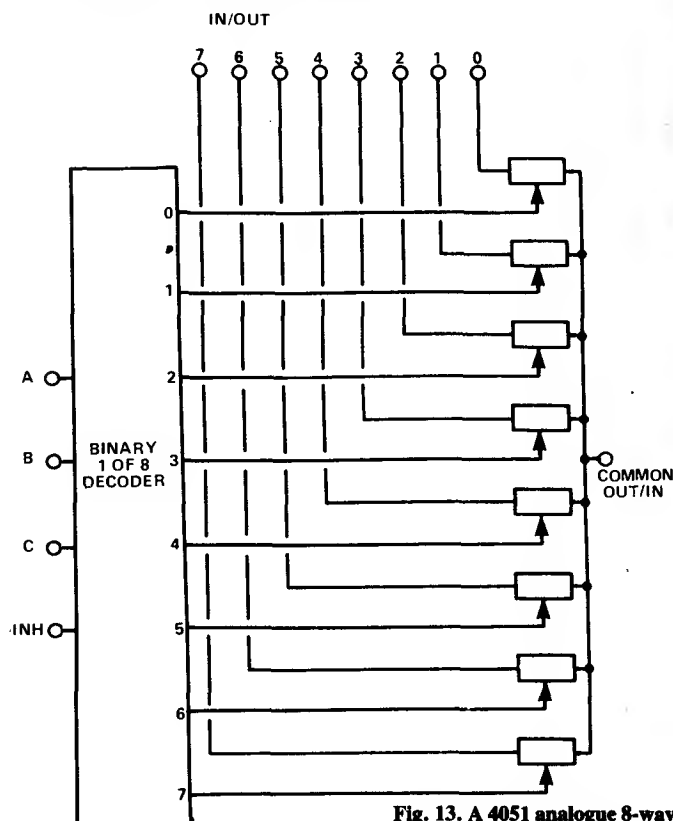 IN/OUT
7 6 5 4 3 2 1 0
0
1
A
2
B
BINARY
1 OF 8
DECODER
3
COMMON
OUT/IN
C
4
INH
5
6
7
Fig. 13. A 4051 analogue 8-way